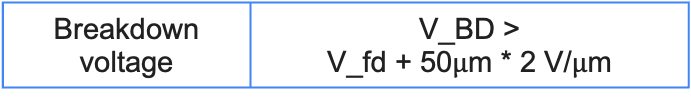 Breakdown
voltage
V_BD >
V_fd + 50μm * 2 V/μm